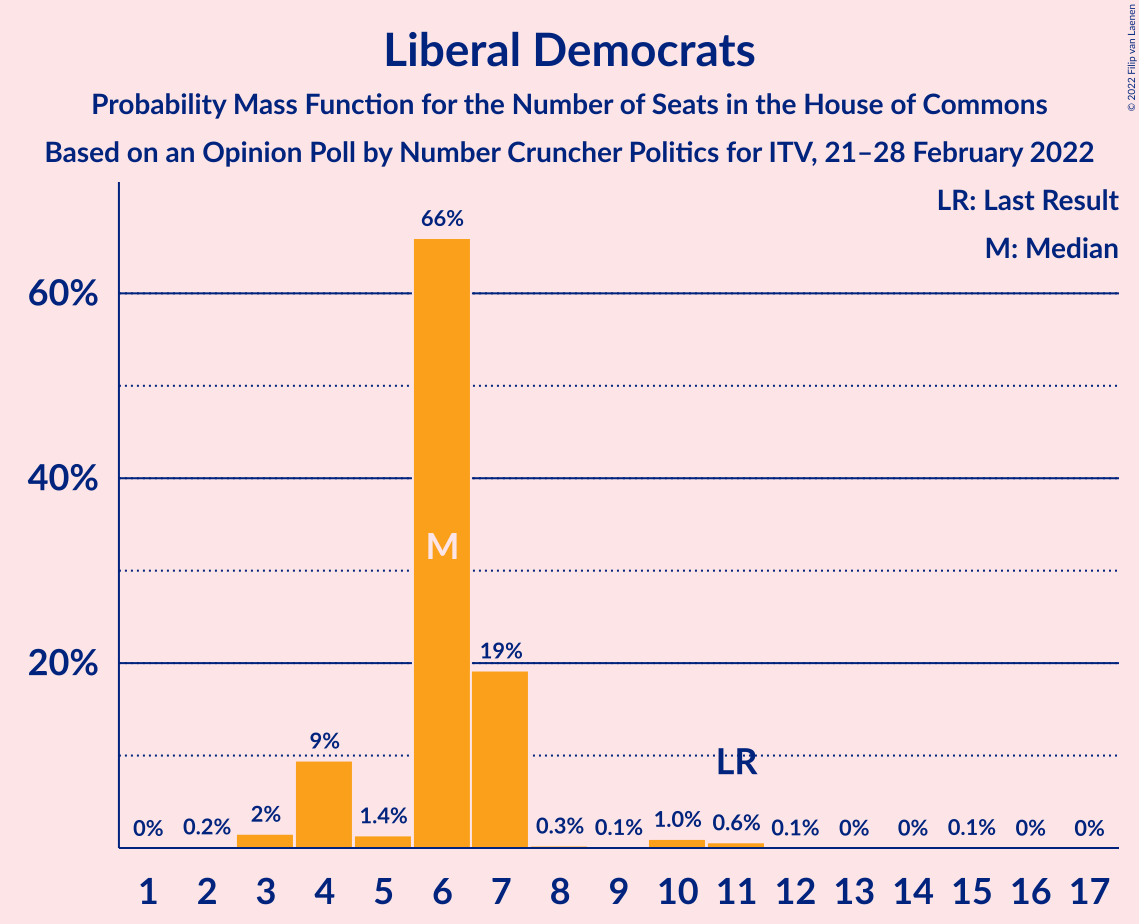 Liberal Democrats
Probability Mass Function for the Number of Seats in the House of Commons
Based on an Opinion Poll by Number Cruncher Politics for ITV, 21–28 February 2022
© 2022 Filip van Laenen
LR: Last Result
M: Median
60%
40%
20%
0%
0.2%
2%
9%
1.4%
66%
M
19%
0.3%
0.1%
1.0%
0.6%
LR
0.1%
0%
0%
0.1%
0%
0%
1 2 3 4 5 6 7 8 9 10 11 12 13 14 15 16 17